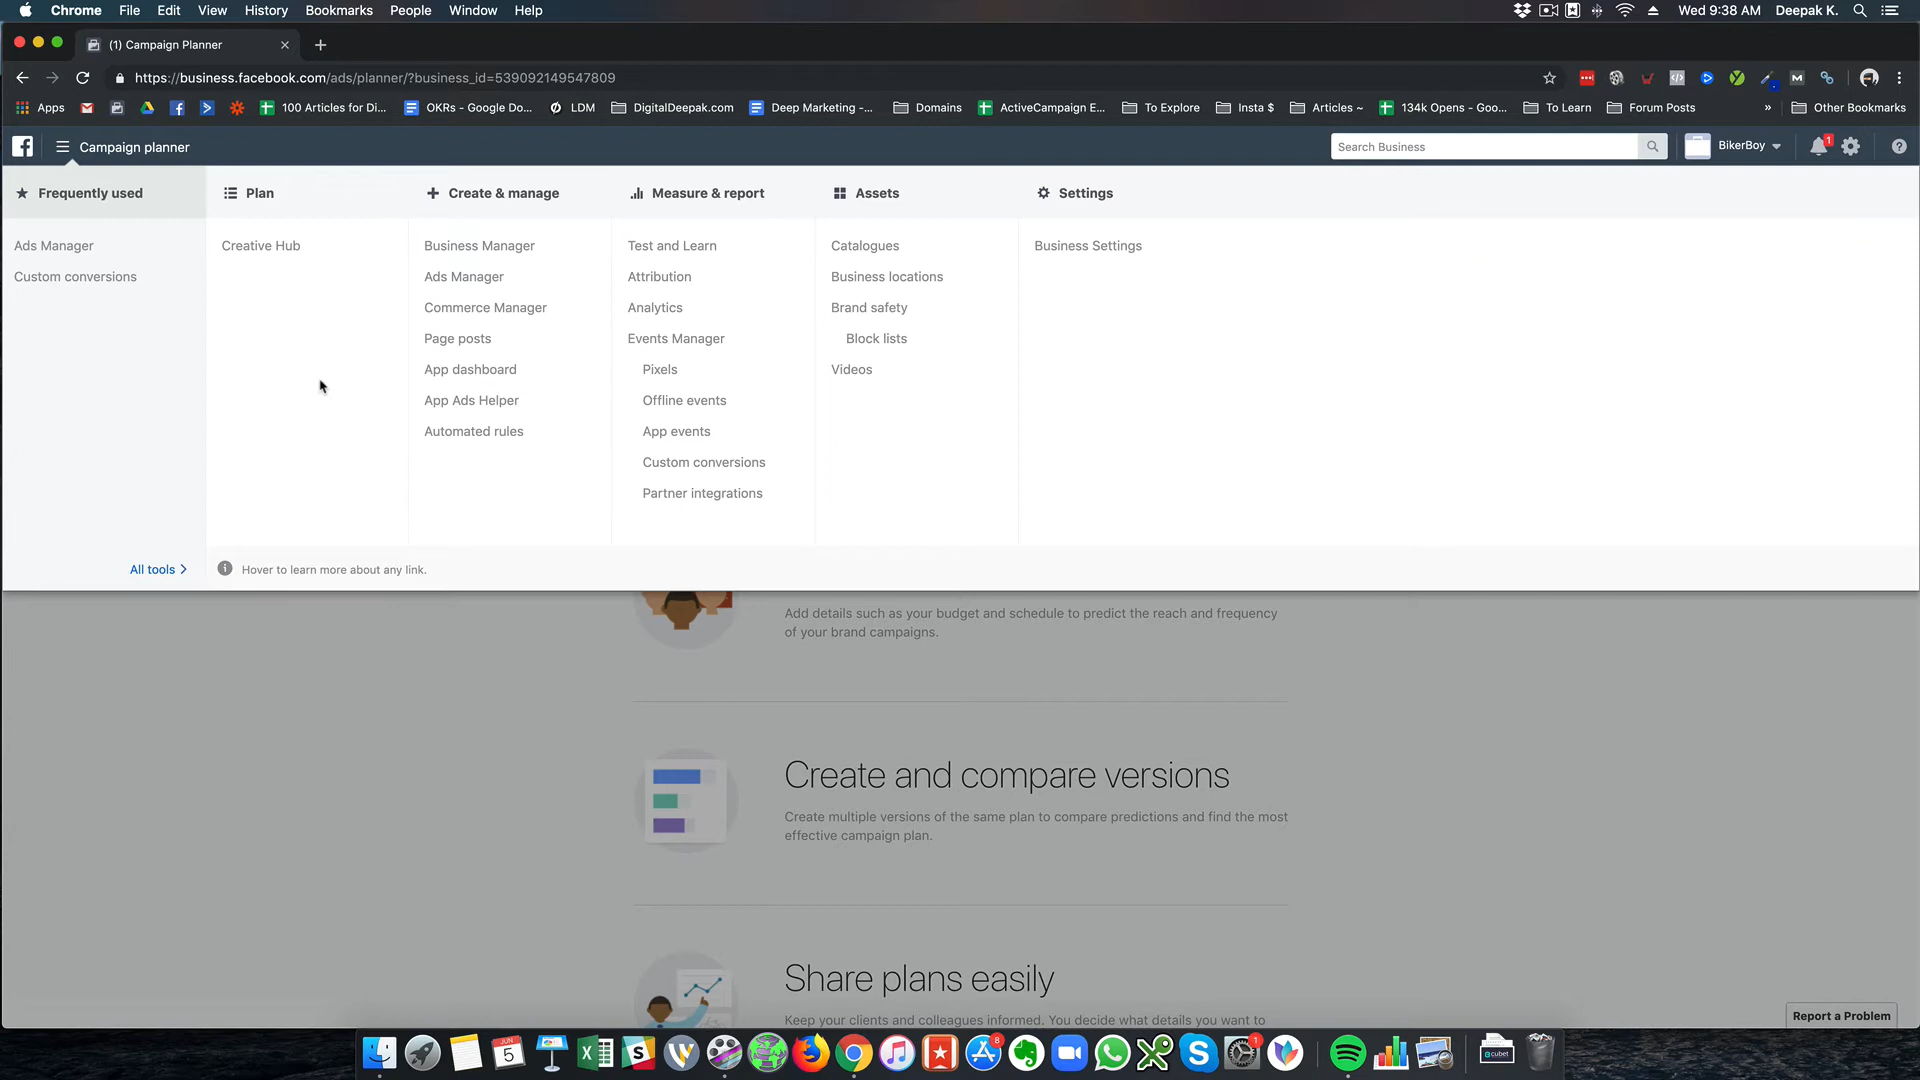 Chrome File Edit View History Bookmarks People Window Help Wed 9:38 AM Deepak K.
(1) Campaign Planner
https://business.facebook.com/ads/planner/?business_id=539092149547809
Apps 100 Articles for Di... OKRs - Google Do... LDM DigitalDeepak.com Deep Marketing -... Domains ActiveCampaign E... To Explore Insta $ Articles ~ 134k Opens - Goo... To Learn Forum Posts » Other Bookmarks
Campaign planner Search Business BikerBoy 1
Frequently used Plan Create & manage Measure & report Assets Settings
Ads Manager Creative Hub Business Manager Test and Learn Catalogues Business Settings
Custom conversions Ads Manager Attribution Business locations
Commerce Manager Analytics Brand safety
Page posts Events Manager Block lists
App dashboard Pixels Videos
App Ads Helper Offline events
Automated rules App events
Custom conversions
Partner integrations
All tools Hover to learn more about any link.
Add details such as your budget and schedule to predict the reach and frequency
of your brand campaigns.
Create and compare versions
Create multiple versions of the same plan to compare predictions and find the most
effective campaign plan.
Share plans easily
Keep your clients and colleagues informed. You decide what details you want to
Report a Problem
JUN
5
8
1
cubet